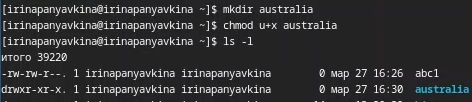 [irinapanyavkina@irinapanyavkina ~]$ mkdir australia
[irinapanyavkina@irinapanyavkina ~]$ chmod u+x australia
[irinapanyavkina@irinapanyavkina ~]$ ls -l
итого 39220
-rw-rw-r--. 1 irinapanyavkina irinapanyavkina 0 мар 27 16:26 abc1
drwxr-xr-x. 1 irinapanyavkina irinapanyavkina 0 мар 27 16:30 australia